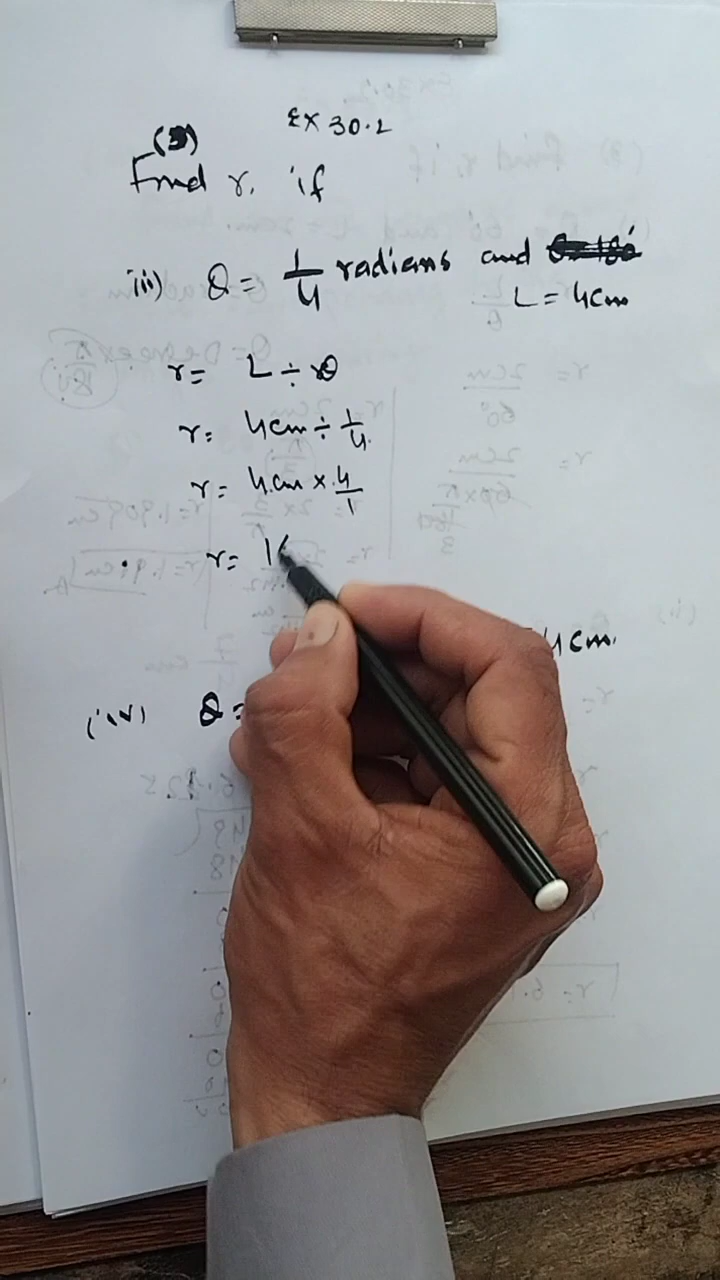 EX 30.2
(3)
Find r, if
iii) θ = 1/4 radians and
L = 4cm
r = L ÷ θ
r = 4cm ÷ 1/4
r = 4cm × 4/1
r = 16
4cm.
(iv) θ =